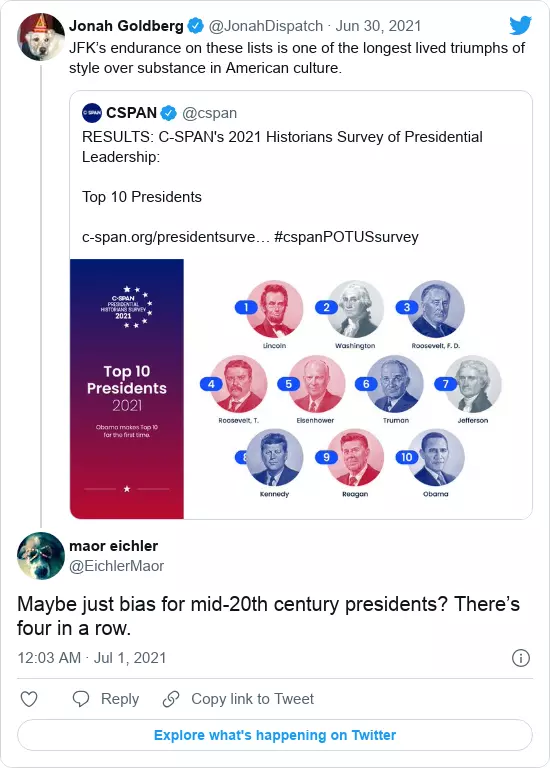 Jonah Goldberg @JonahDispatch · Jun 30, 2021
JFK's endurance on these lists is one of the longest lived triumphs of
style over substance in American culture.
C-SPAN CSPAN @cspan
RESULTS: C-SPAN's 2021 Historians Survey of Presidential
Leadership:
Top 10 Presidents
c-span.org/presidentsurve… #cspanPOTUSsurvey
C-SPAN
PRESIDENTIAL
HISTORIANS SURVEY
2021
Top 10
Presidents
2021
Obama makes Top 10
for the first time.
1 2 3
Lincoln Washington Roosevelt, F. D.
4 5 6 7
Roosevelt, T. Eisenhower Truman Jefferson
8 9 10
Kennedy Reagan Obama
maor eichler
@EichlerMaor
Maybe just bias for mid-20th century presidents? There's
four in a row.
12:03 AM · Jul 1, 2021
Reply Copy link to Tweet
Explore what's happening on Twitter